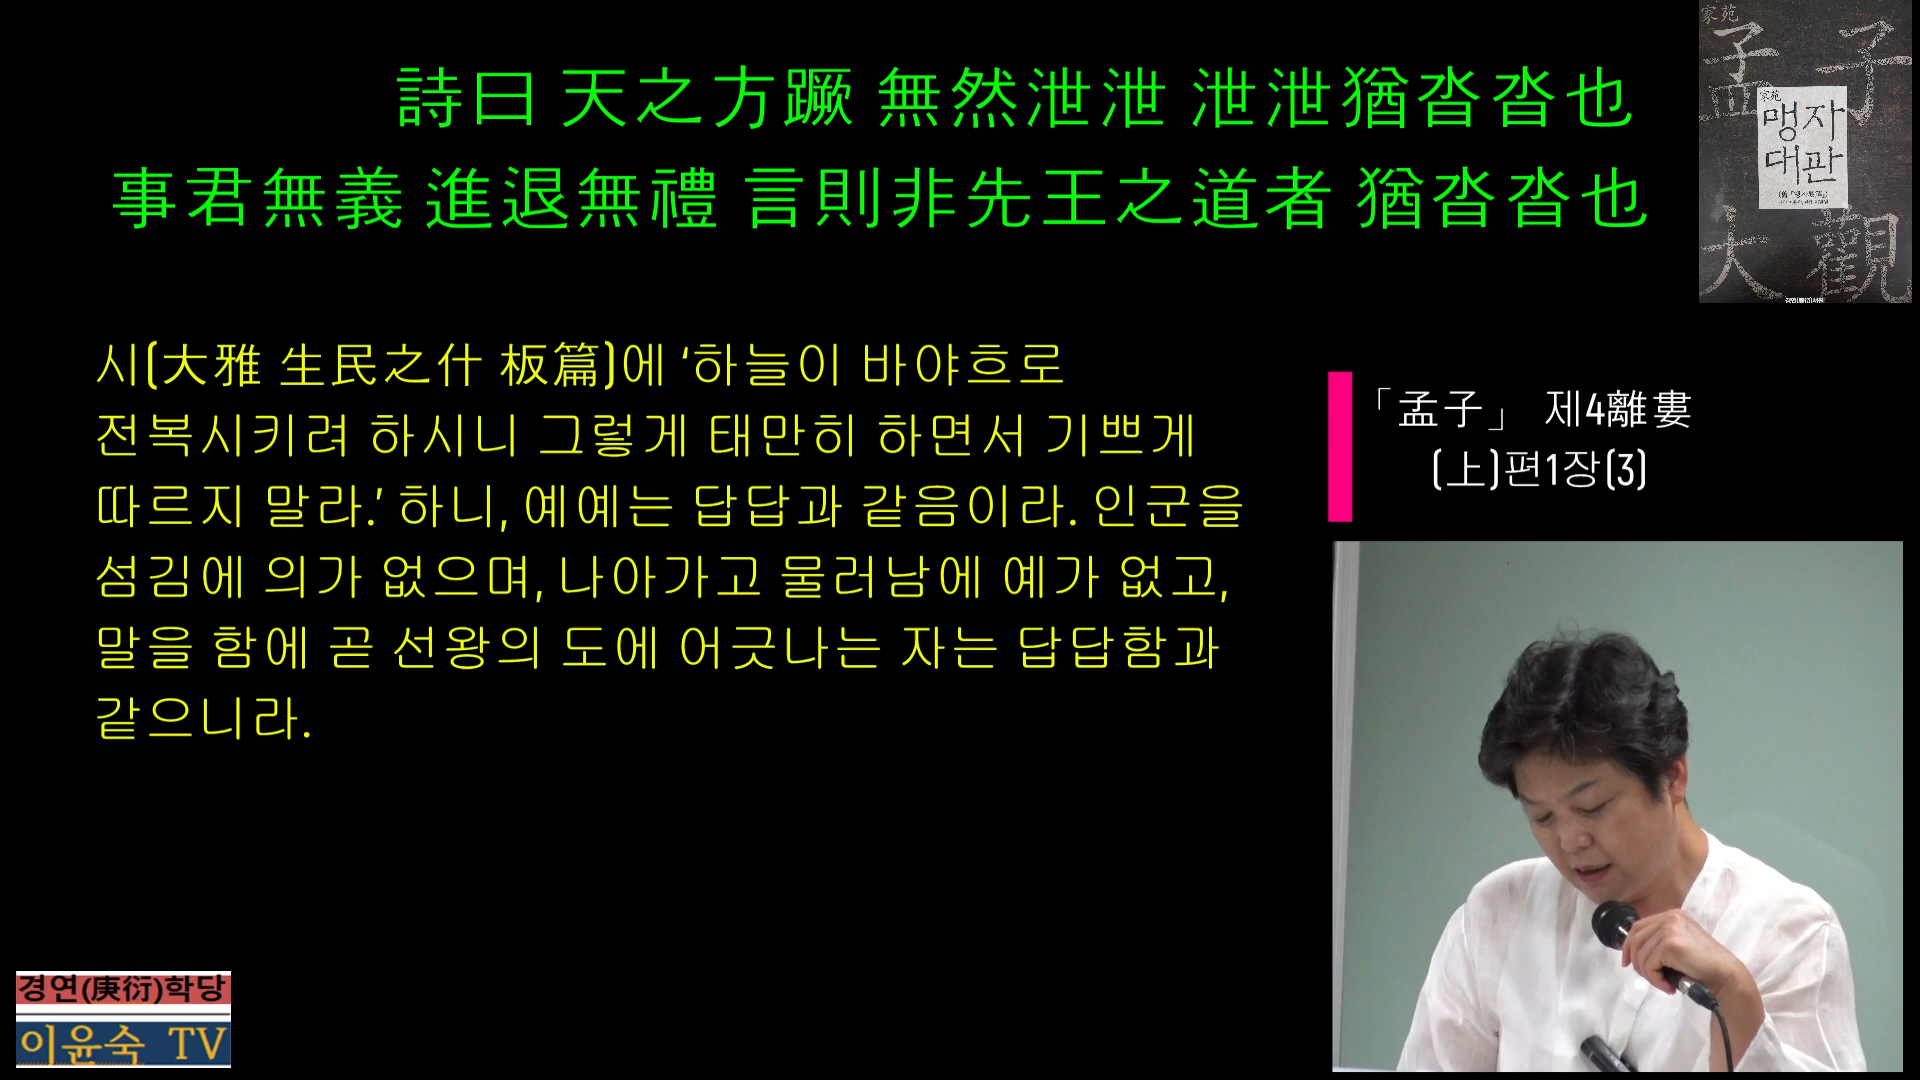 詩曰 天之方蹶 無然泄泄 泄泄猶沓沓也
事君無義 進退無禮 言則非先王之道者 猶沓沓也
家苑
孟子
家苑
맹자
대관
大觀
시(大雅 生民之什 板篇)에 ‘하늘이 바야흐로
전복시키려 하시니 그렇게 태만히 하면서 기쁘게
따르지 말라.’ 하니, 예예는 답답과 같음이라. 인군을
섬김에 의가 없으며, 나아가고 물러남에 예가 없고,
말을 함에 곧 선왕의 도에 어긋나는 자는 답답함과
같으니라.
「孟子」 제4離婁
(上)편1장(3)
경연(庚衍)학당
이윤숙 TV